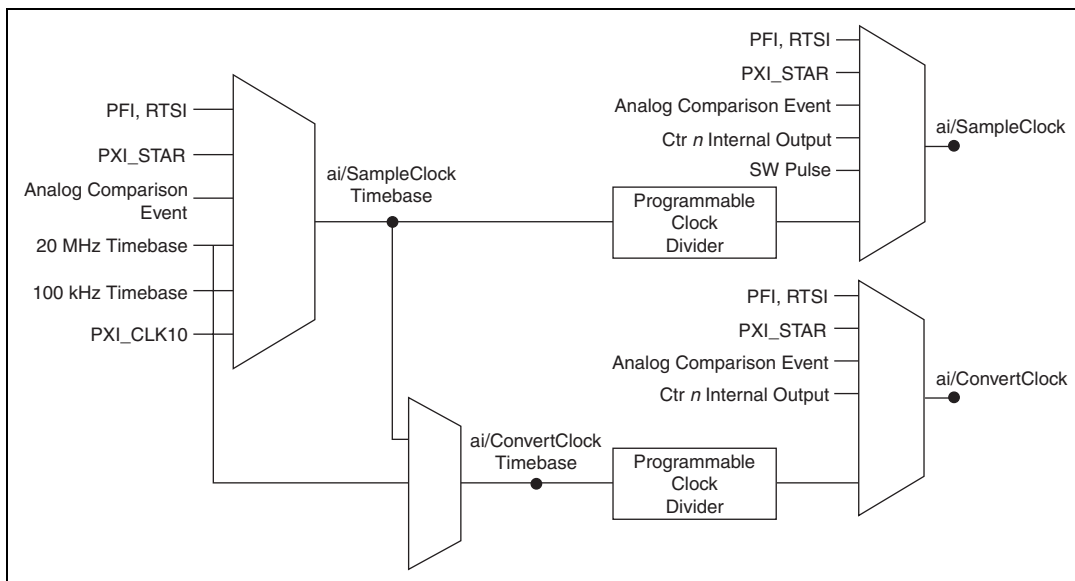 PFI, RTSI
PXI_STAR
Analog Comparison
Event
20 MHz Timebase
100 kHz Timebase
PXI_CLK10
ai/SampleClock
Timebase
Programmable
Clock
Divider
PFI, RTSI
PXI_STAR
Analog Comparison Event
Ctr n Internal Output
SW Pulse
ai/SampleClock
ai/ConvertClock
Timebase
Programmable
Clock
Divider
PFI, RTSI
PXI_STAR
Analog Comparison Event
Ctr n Internal Output
ai/ConvertClock